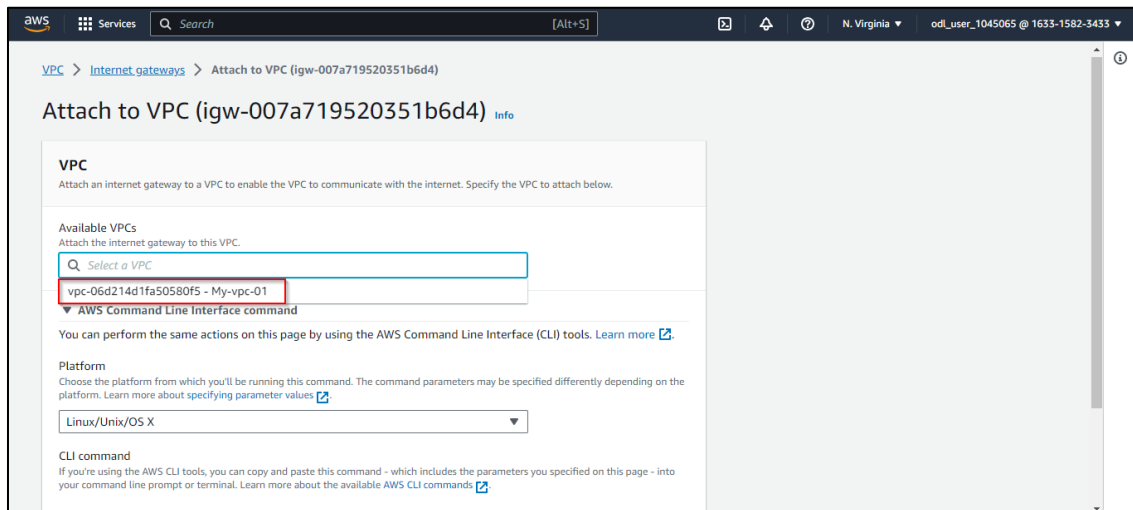 aws
Services
Search
[Alt+S]
N. Virginia
odl_user_1045065 @ 1633-1582-3433
VPC > Internet gateways > Attach to VPC (igw-007a719520351b6d4)
Attach to VPC (igw-007a719520351b6d4) Info
VPC
Attach an internet gateway to a VPC to enable the VPC to communicate with the internet. Specify the VPC to attach below.
Available VPCs
Attach the internet gateway to this VPC.
Select a VPC
vpc-06d214d1fa50580f5 - My-vpc-01
AWS Command Line Interface command
You can perform the same actions on this page by using the AWS Command Line Interface (CLI) tools. Learn more
Platform
Choose the platform from which you'll be running this command. The command parameters may be specified differently depending on the
platform. Learn more about specifying parameter values
Linux/Unix/OS X
CLI command
If you're using the AWS CLI tools, you can copy and paste this command - which includes the parameters you specified on this page - into
your command line prompt or terminal. Learn more about the available AWS CLI commands